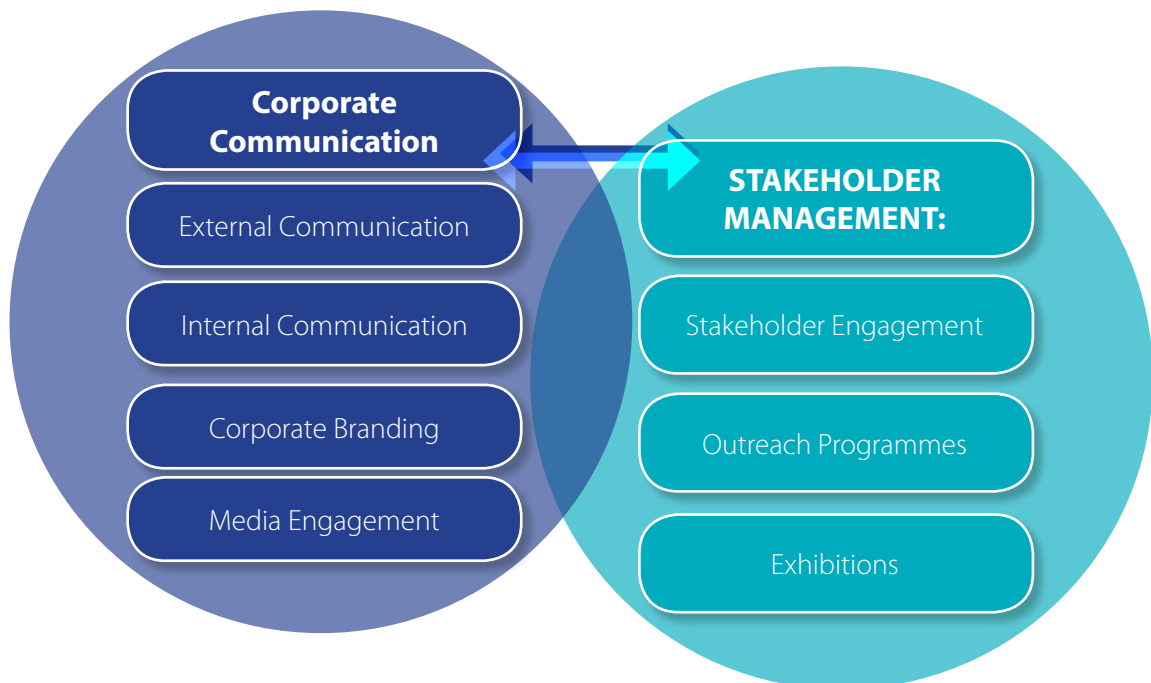 Corporate
Communication
External Communication
Internal Communication
Corporate Branding
Media Engagement
STAKEHOLDER
MANAGEMENT:
Stakeholder Engagement
Outreach Programmes
Exhibitions